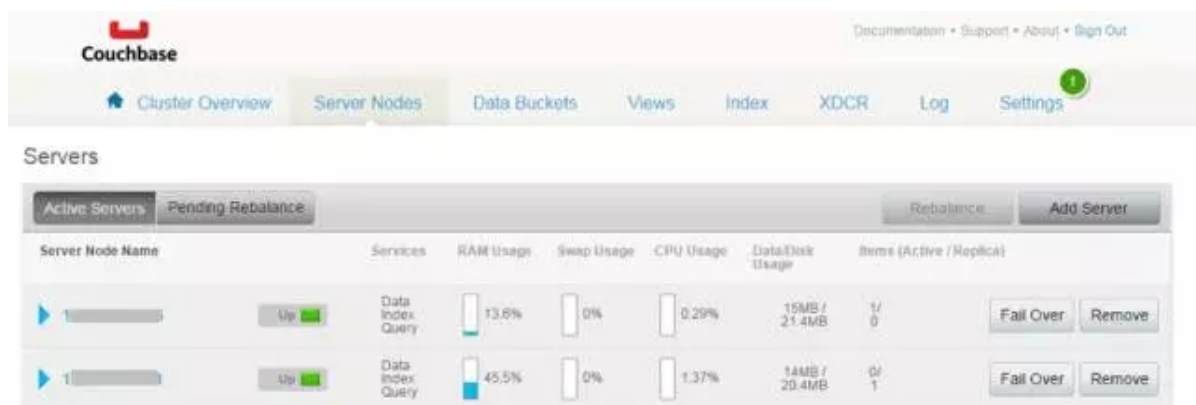 Couchbase
Documentation • Support • About • Sign Out
Cluster Overview Server Nodes Data Buckets Views Index XDCR Log Settings 1
Servers
Active Servers Pending Rebalance Rebalance Add Server
Server Node Name Services RAM Usage Swap Usage CPU Usage Data/Disk Usage Items (Active / Replica)
Up Data Index Query 13.6% 0% 0.29% 15MB / 21.4MB 1/ 0 Fail Over Remove
Up Data Index Query 45.5% 0% 1.37% 14MB / 20.4MB 0/ 1 Fail Over Remove